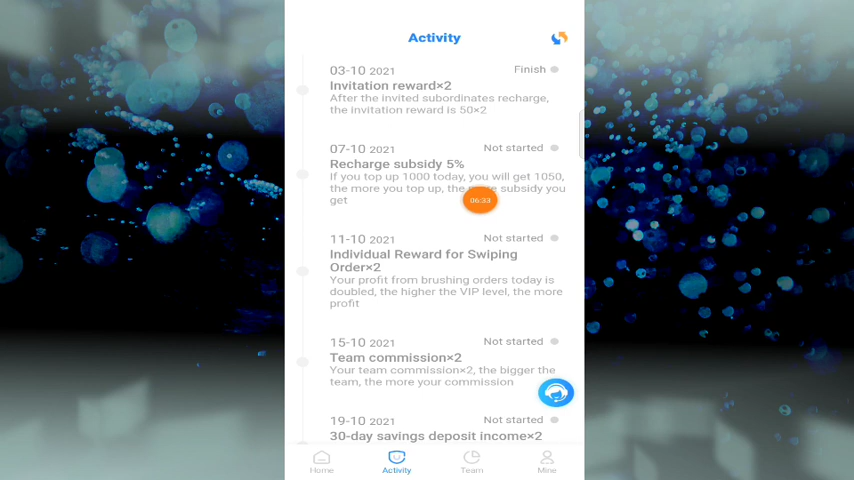 Activity
03-10 2021 Finish
Invitation reward×2
After the invited subordinates recharge,
the invitation reward is 50×2
07-10 2021 Not started
Recharge subsidy 5%
If you top up 1000 today, you will get 1050,
the more you top up, the subsidy you
get
06:33
11-10 2021 Not started
Individual Reward for Swiping
Order×2
Your profit from brushing orders today is
doubled, the higher the VIP level, the more
profit
15-10 2021 Not started
Team commission×2
Your team commission×2, the bigger the
team, the more your commission
19-10 2021 Not started
30-day savings deposit income×2
Home Activity Team Mine